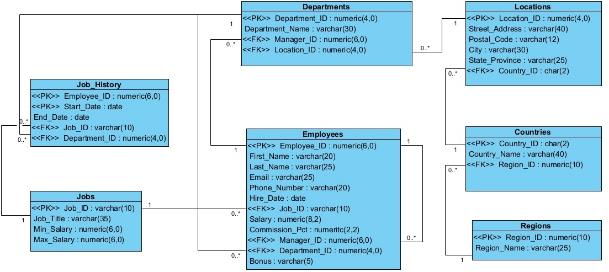 Departments
<<PK>> Department_ID : numeric(4,0)
Department_Name : varchar(30)
<<FK>> Manager_ID : numeric(6,0)
<<FK>> Location_ID : numeric(4,0)
1
0..*
0..*
1
Locations
<<PK>> Location_ID : numeric(4,0)
Street_Address : varchar(40)
Postal_Code : varchar(12)
City : varchar(30)
State_Province : varchar(25)
<<FK>> Country_ID : char(2)
0..*
Job_History
<<PK>> Employee_ID : numeric(6,0)
<<PK>> Start_Date : date
End_Date : date
<<FK>> Job_ID : varchar(10)
<<FK>> Department_ID : numeric(4,0)
0..*
0..*
Employees
<<PK>> Employee_ID : numeric(6,0)
First_Name : varchar(20)
Last_Name : varchar(25)
Email : varchar(25)
Phone_Number : varchar(20)
Hire_Date : date
<<FK>> Job_ID : varchar(10)
Salary : numeric(8,2)
Commission_Pct : numeritc(2,2)
<<FK>> Manager_ID : numeric(6,0)
<<FK>> Department_ID : numeric(4,0)
Bonus : varchar(5)
1
1
0..*
0..*
0..*
Countries
<<PK>> Country_ID : char(2)
Country_Name : varchar(40)
<<FK>> Region_ID : numeric(10)
1
0..*
Jobs
<<PK>> Job_ID : varchar(10)
Job_Title : varchar(35)
Min_Salary : numeric(6,0)
Max_Salary : numeric(6,0)
1
1
Regions
<<PK>> Region_ID : numeric(10)
Region_Name : varchar(25)
1